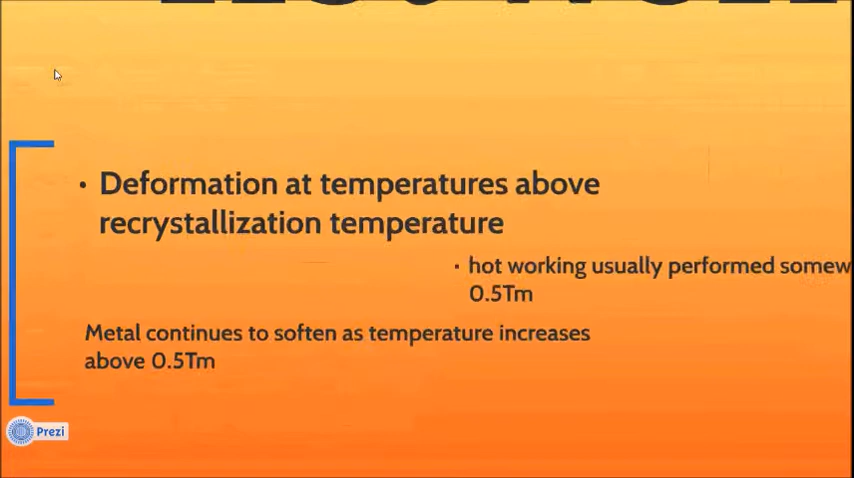 • Deformation at temperatures above
recrystallization temperature
• hot working usually performed
0.5Tm
Metal continues to soften as temperature increases
above 0.5Tm
Prezi